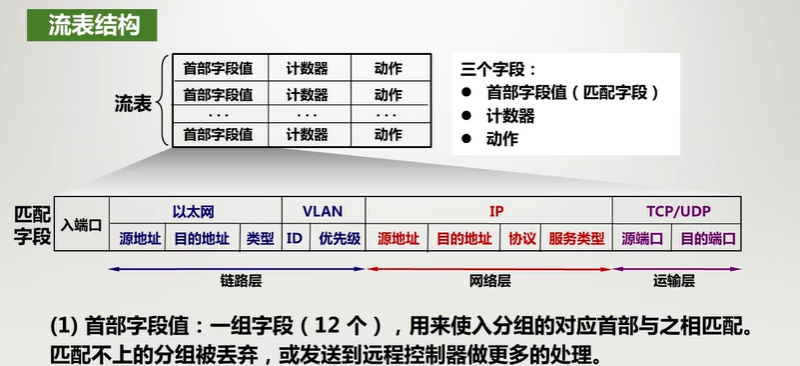 流表结构
首部字段值 计数器 动作
首部字段值 计数器 动作
... ... ...
首部字段值 计数器 动作
流表
三个字段：
● 首部字段值（匹配字段）
● 计数器
● 动作
匹配字段
入端口 以太网 VLAN IP TCP/UDP
源地址 目的地址 类型 ID 优先级 源地址 目的地址 协议 服务类型 源端口 目的端口
链路层 网络层 运输层
(1) 首部字段值：一组字段（12 个），用来使入分组的对应首部与之相匹配。
匹配不上的分组被丢弃，或发送到远程控制器做更多的处理。